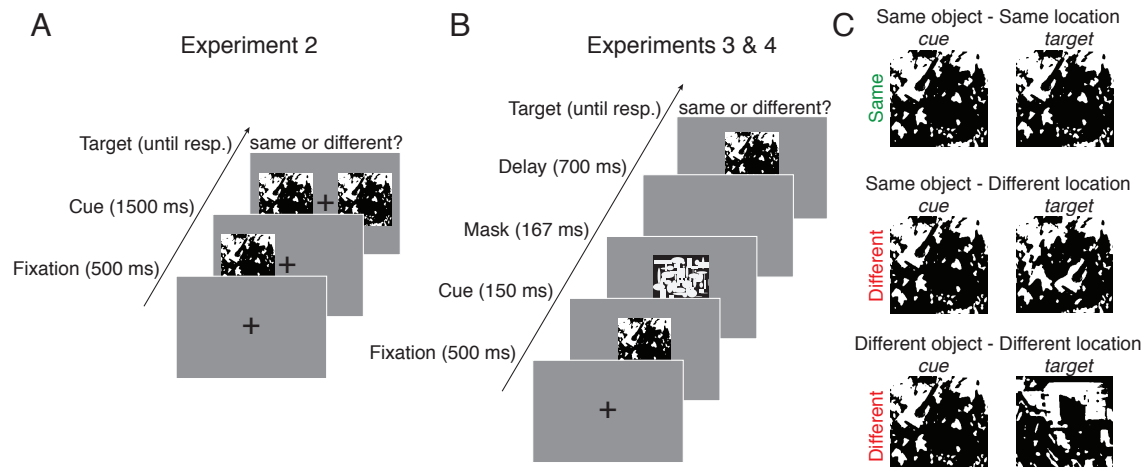 A
Experiment 2
Target (until resp.)
same or different?
Cue (1500 ms)
Fixation (500 ms)
B
Experiments 3 & 4
Target (until resp.)
same or different?
Delay (700 ms)
Mask (167 ms)
Cue (150 ms)
Fixation (500 ms)
C
Same object - Same location
cue target
Same
Same object - Different location
cue target
Different
Different object - Different location
cue target
Different